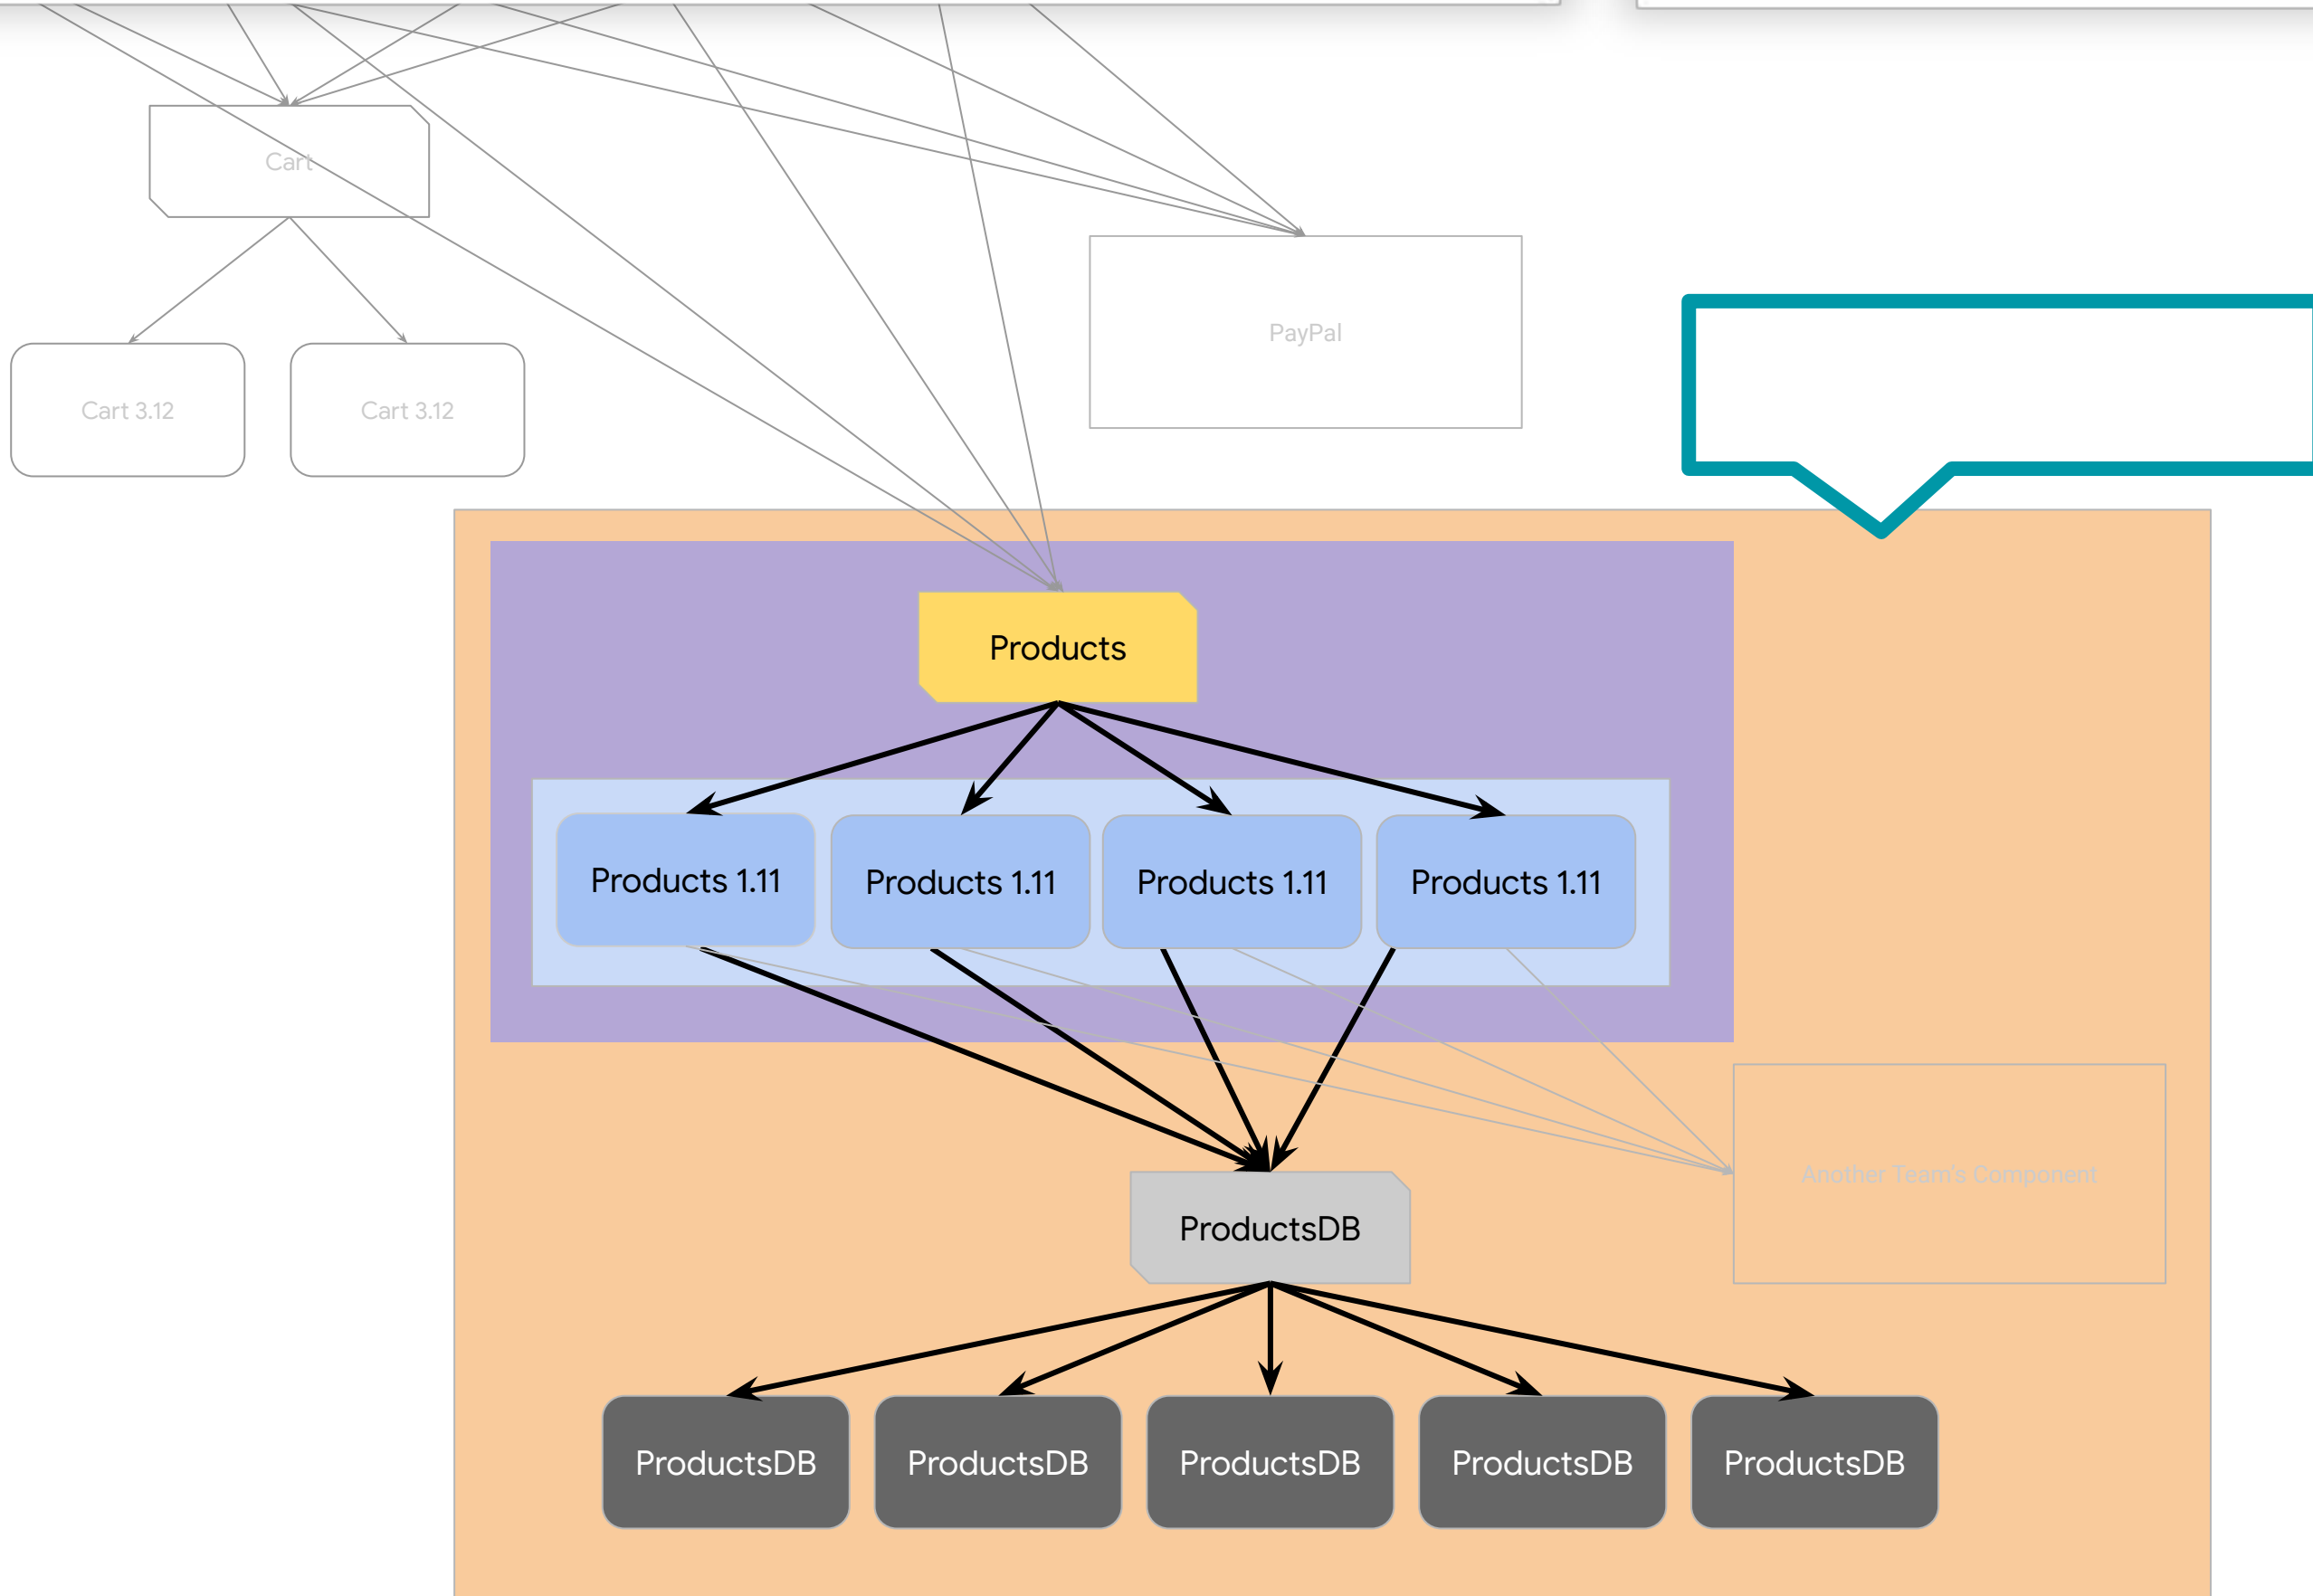 Cart
PayPal
Cart 3.12
Cart 3.12
Products
Products 1.11
Products 1.11
Products 1.11
Products 1.11
Another Team's Component
ProductsDB
ProductsDB
ProductsDB
ProductsDB
ProductsDB
ProductsDB